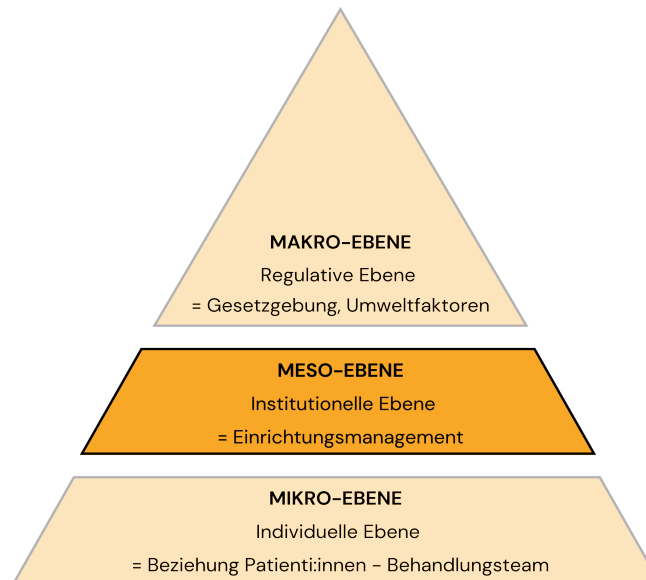 MAKRO-EBENE
Regulative Ebene
= Gesetzgebung, Umweltfaktoren
MESO-EBENE
Institutionelle Ebene
= Einrichtungsmanagement
MIKRO-EBENE
Individuelle Ebene
= Beziehung Patienti:innen - Behandlungsteam